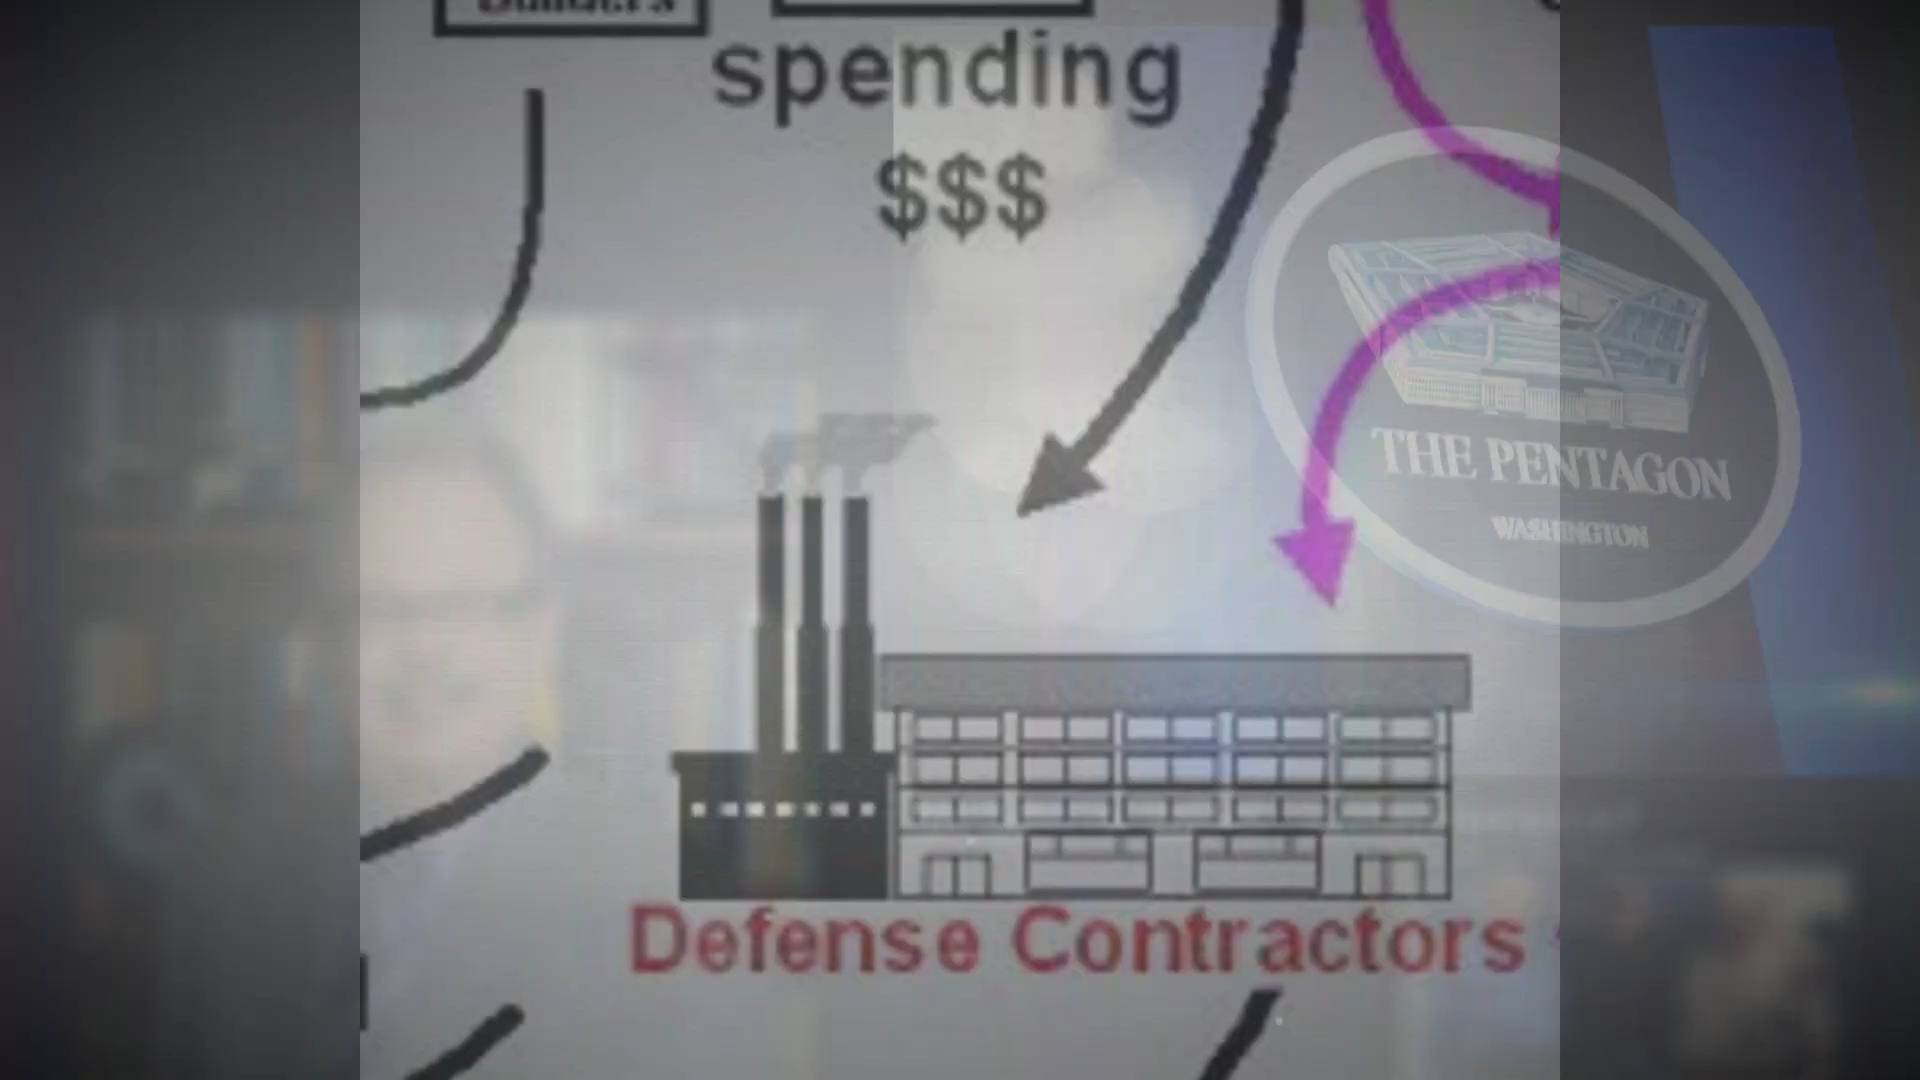 spending
$$$
THE PENTAGON
WASHINGTON
Defense Contractors